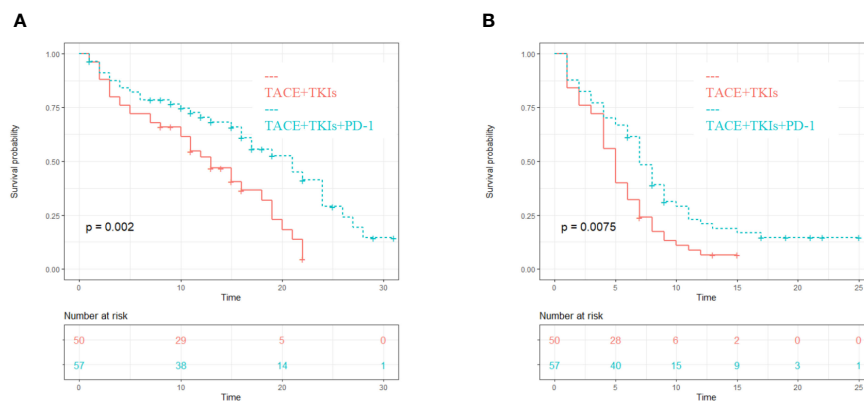 A
Survival probability
1.00
0.75
0.50
0.25
0.00
TACE+TKIs
TACE+TKIs+PD-1
p = 0.002
0 10 20 30
Time
Number at risk
50 29 5 0
57 38 14 1
0 10 20 30
Time
B
Survival probability
1.00
0.75
0.50
0.25
0.00
TACE+TKIs
TACE+TKIs+PD-1
p = 0.0075
0 5 10 15 20 25
Time
Number at risk
50 28 6 2 0 0
57 40 15 9 3 1
0 5 10 15 20 25
Time